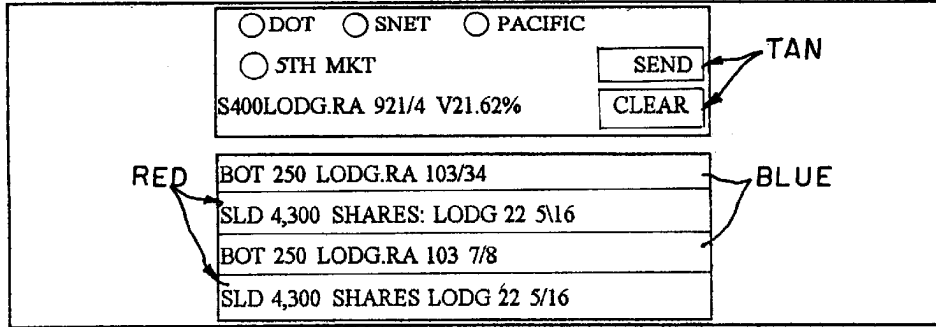 DOT SNET PACIFIC
5TH MKT SEND
TAN
S400LODG.RA 921/4 V21.62% CLEAR
RED
BOT 250 LODG.RA 103/34
BLUE
SLD 4,300 SHARES: LODG 22 5\16
BOT 250 LODG.RA 103 7/8
SLD 4,300 SHARES LODG 22 5/16